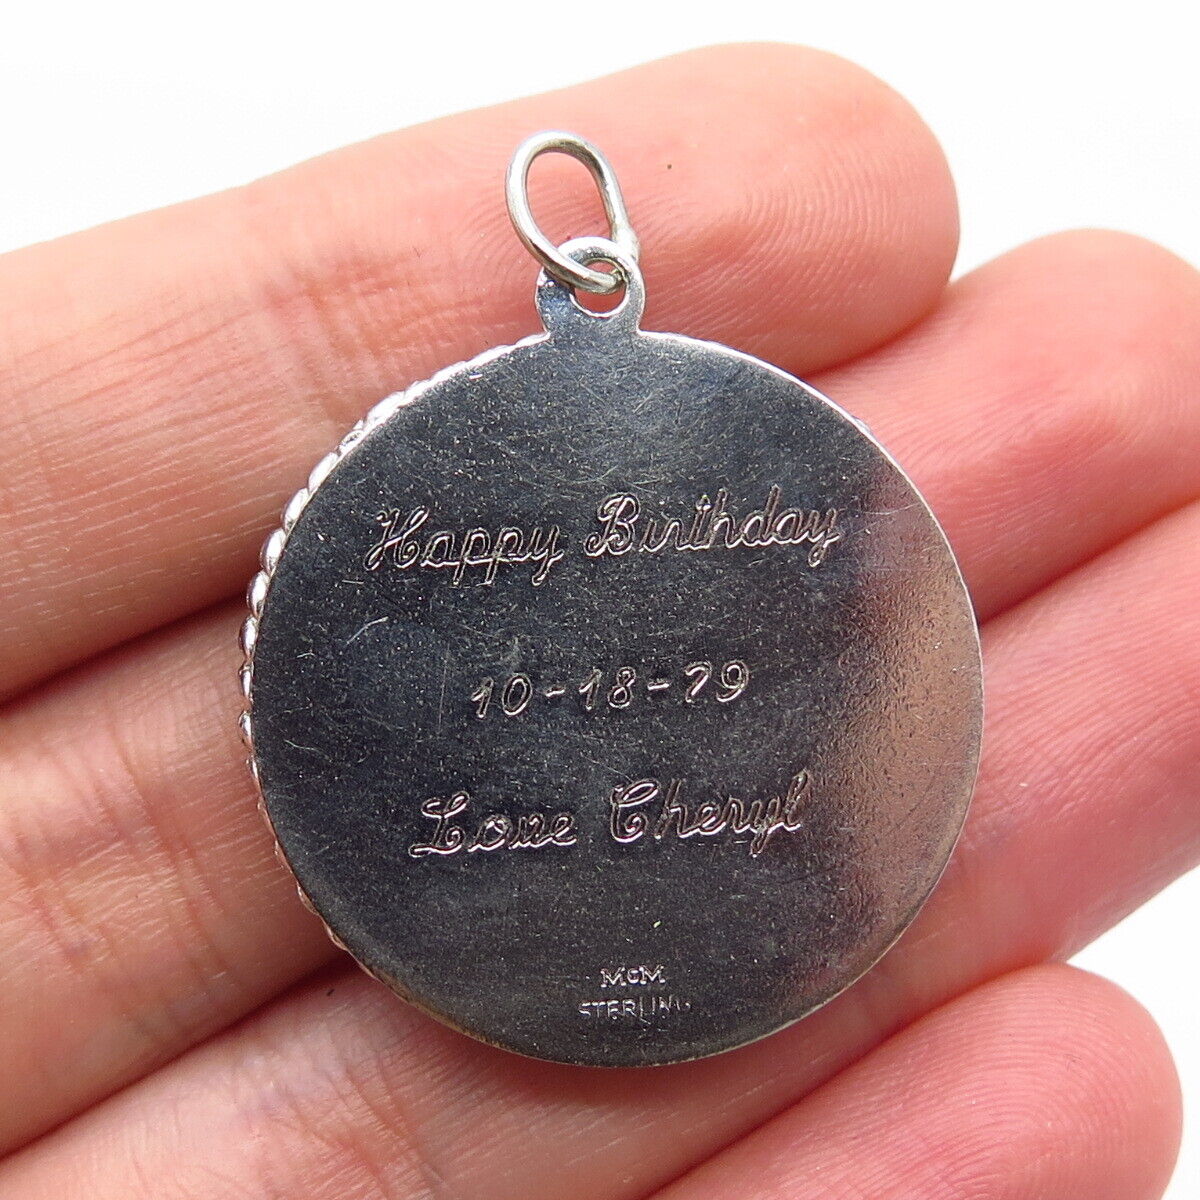 Happy Birthday
10-18-79
Love Cheryl
McM
STERLING